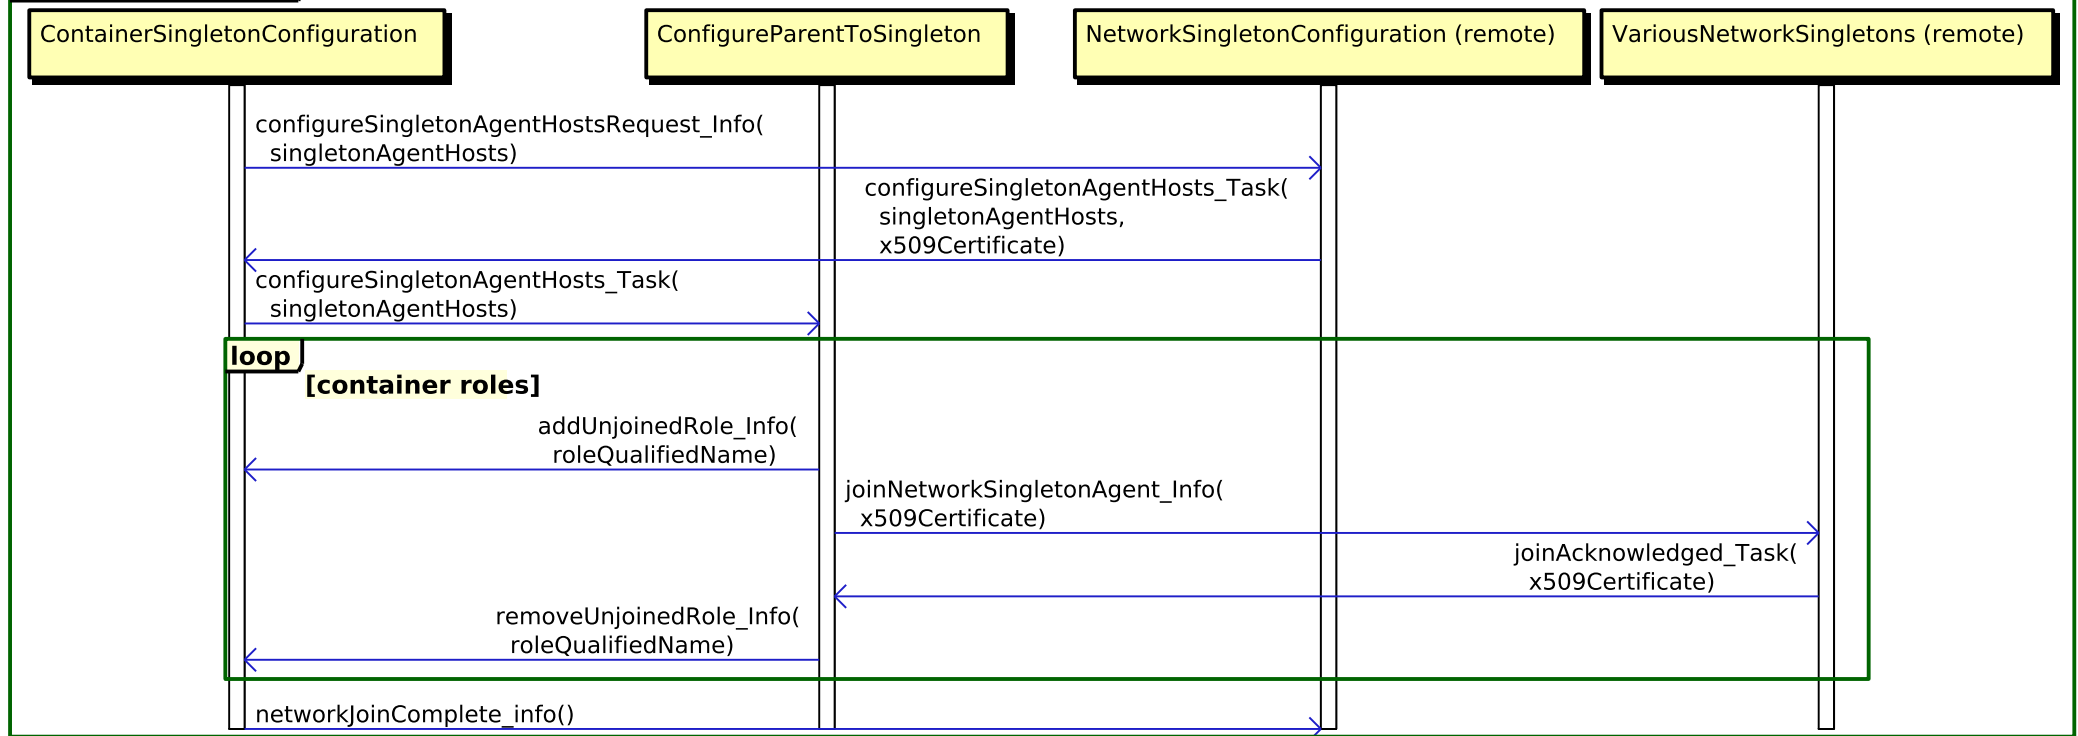 ContainerSingletonConfiguration
ConfigureParentToSingleton
NetworkSingletonConfiguration (remote)
VariousNetworkSingletons (remote)
configureSingletonAgentHostsRequest_Info(
singletonAgentHosts)
configureSingletonAgentHosts_Task(
singletonAgentHosts,
x509Certificate)
configureSingletonAgentHosts_Task(
singletonAgentHosts)
loop
[container roles]
addUnjoinedRole_Info(
roleQualifiedName)
joinNetworkSingletonAgent_Info(
x509Certificate)
joinAcknowledged_Task(
x509Certificate)
removeUnjoinedRole_Info(
roleQualifiedName)
networkJoinComplete_info()